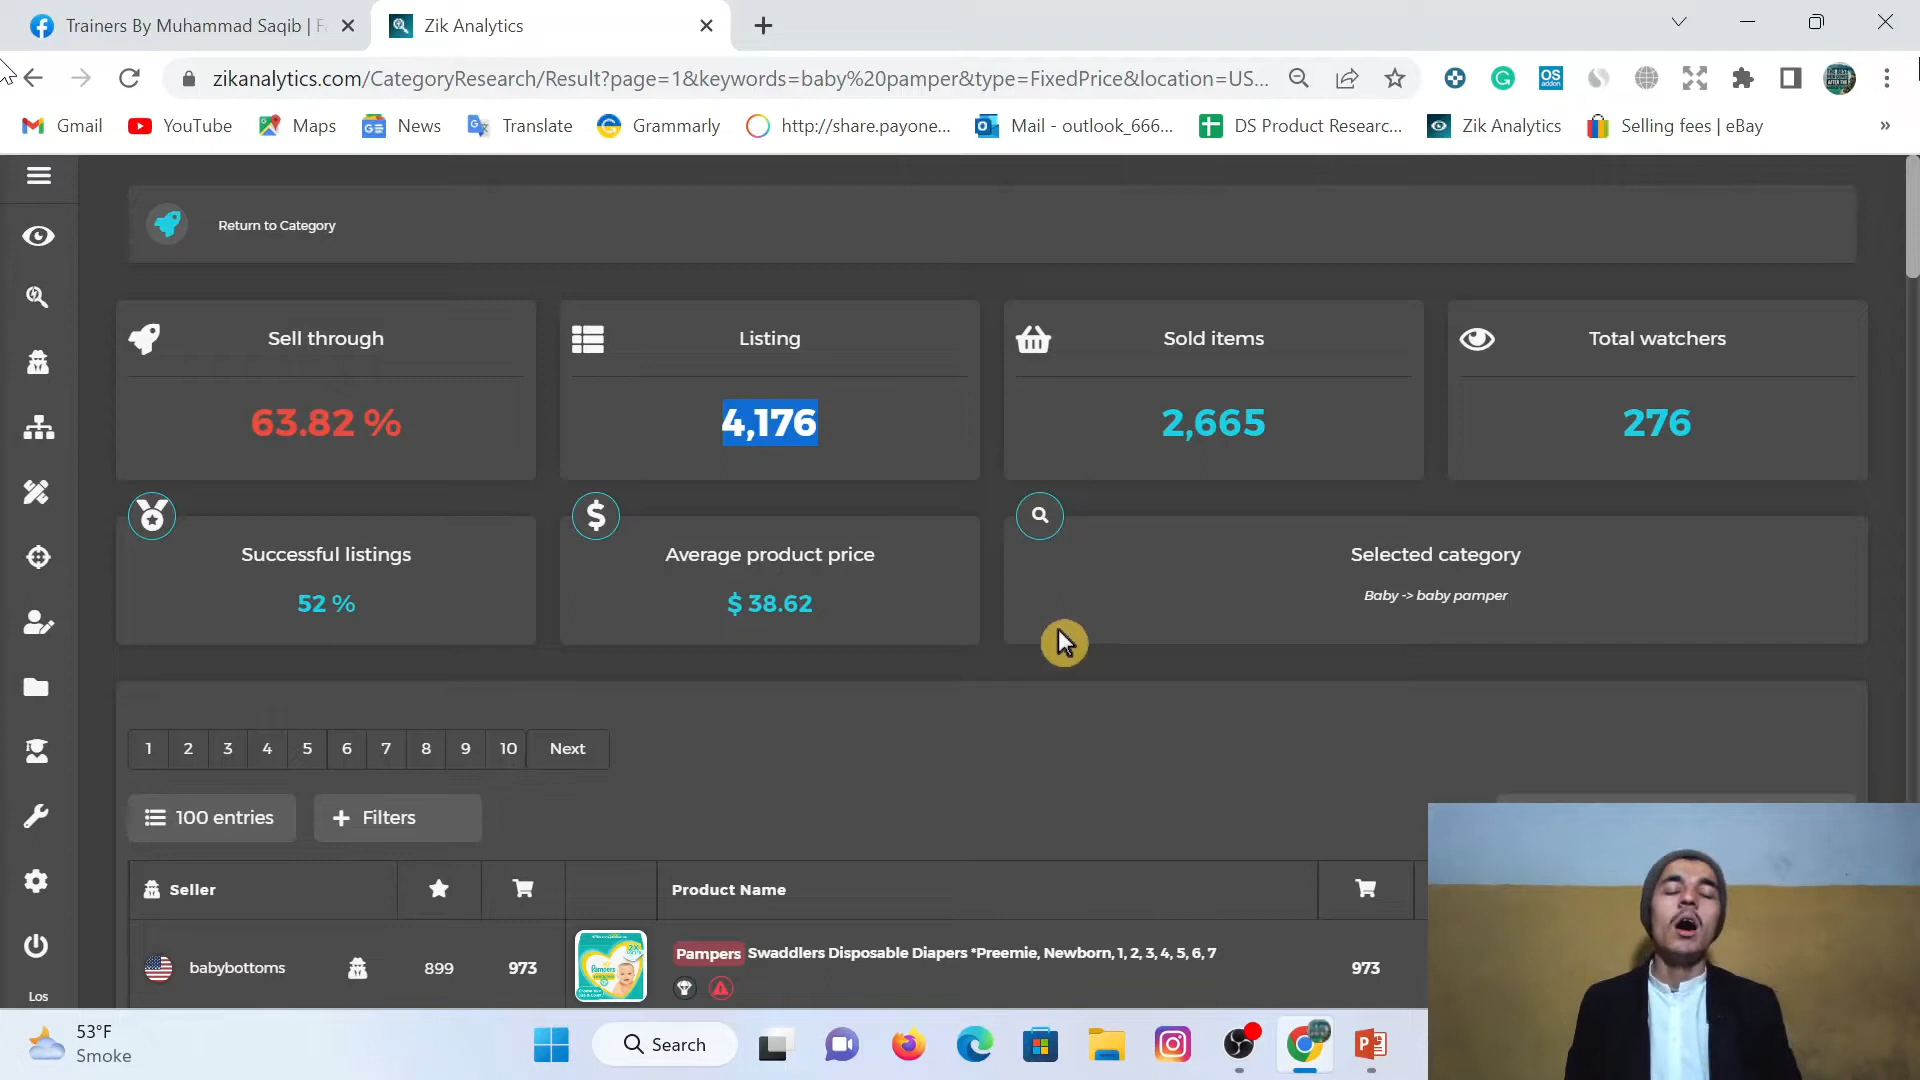 Trainers By Muhammad Saqib | F
Zik Analytics
zikanalytics.com/CategoryResearch/Result?page=1&keywords=baby%20pamper&type=FixedPrice&location=US...
OS
addon
Gmail
YouTube
Maps
News
Translate
Grammarly
http://share.payone...
Mail - outlook_666...
DS Product Researc...
Zik Analytics
Selling fees | eBay
»
Return to Category
Sell through
Listing
Sold items
Total watchers
63.82 %
4,176
2,665
276
Successful listings
Average product price
Selected category
52 %
$ 38.62
Baby -> baby pamper
1 2 3 4 5 6 7 8 9 10 Next
100 entries
+ Filters
Seller
Product Name
babybottoms
899
973
Pampers Swaddlers Disposable Diapers *Preemie, Newborn, 1, 2, 3, 4, 5, 6, 7
973
Los
53°F
Smoke
Search